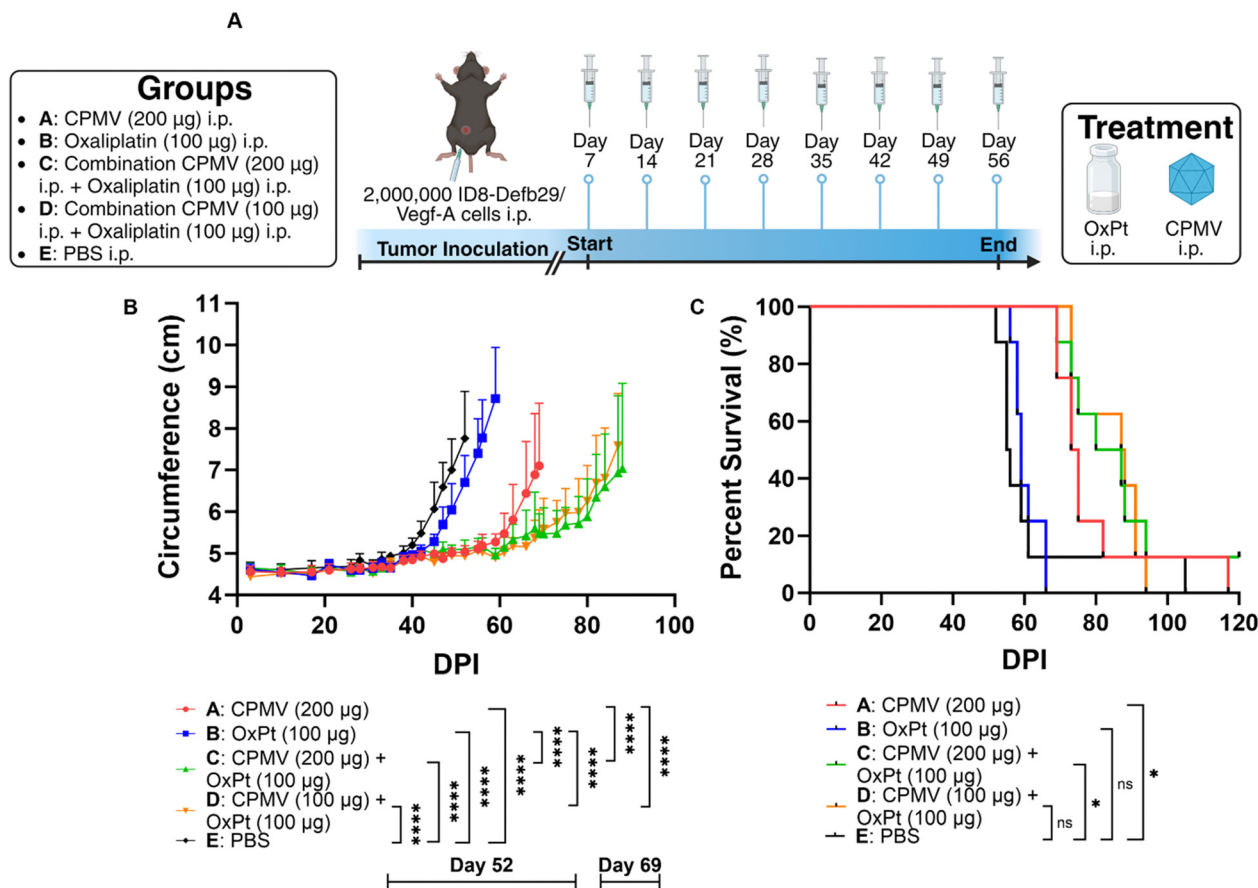 A
Groups
• A: CPMV (200 µg) i.p.
• B: Oxaliplatin (100 µg) i.p.
• C: Combination CPMV (200 µg)
i.p. + Oxaliplatin (100 µg) i.p.
• D: Combination CPMV (100 µg)
i.p. + Oxaliplatin (100 µg) i.p.
• E: PBS i.p.
2,000,000 ID8-Defb29/
Vegf-A cells i.p.
Tumor Inoculation
Day 7
Day 14
Day 21
Day 28
Day 35
Day 42
Day 49
Day 56
Start
End
Treatment
OxPt i.p.
CPMV i.p.
B
Circumference (cm)
11
10
9
8
7
6
5
4
0 20 40 60 80 100
DPI
A: CPMV (200 µg)
B: OxPt (100 µg)
C: CPMV (200 µg) +
OxPt (100 µg)
D: CPMV (100 µg) +
OxPt (100 µg)
E: PBS
****
****
****
****
****
****
****
****
Day 52
Day 69
C
Percent Survival (%)
100
80
60
40
20
0
0 20 40 60 80 100 120
DPI
A: CPMV (200 µg)
B: OxPt (100 µg)
C: CPMV (200 µg) +
OxPt (100 µg)
D: CPMV (100 µg) +
OxPt (100 µg)
E: PBS
ns
*
ns
*